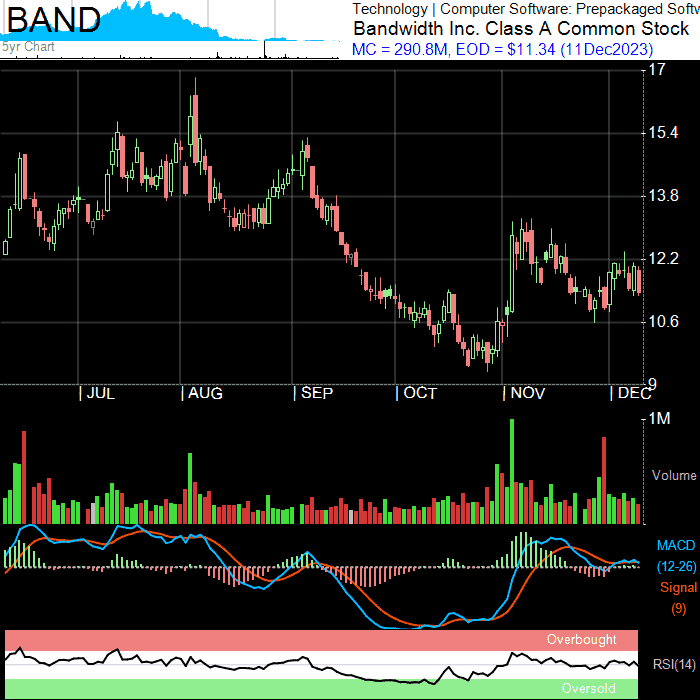 BAND
5yr Chart
Technology | Computer Software: Prepackaged Softw
Bandwidth Inc. Class A Common Stock
MC = 290.8M, EOD = $11.34 (11Dec2023)
17
15.4
13.8
12.2
10.6
9
JUL
AUG
SEP
OCT
NOV
DEC
1M
Volume
MACD
(12-26)
Signal
(9)
Overbought
RSI(14)
Oversold